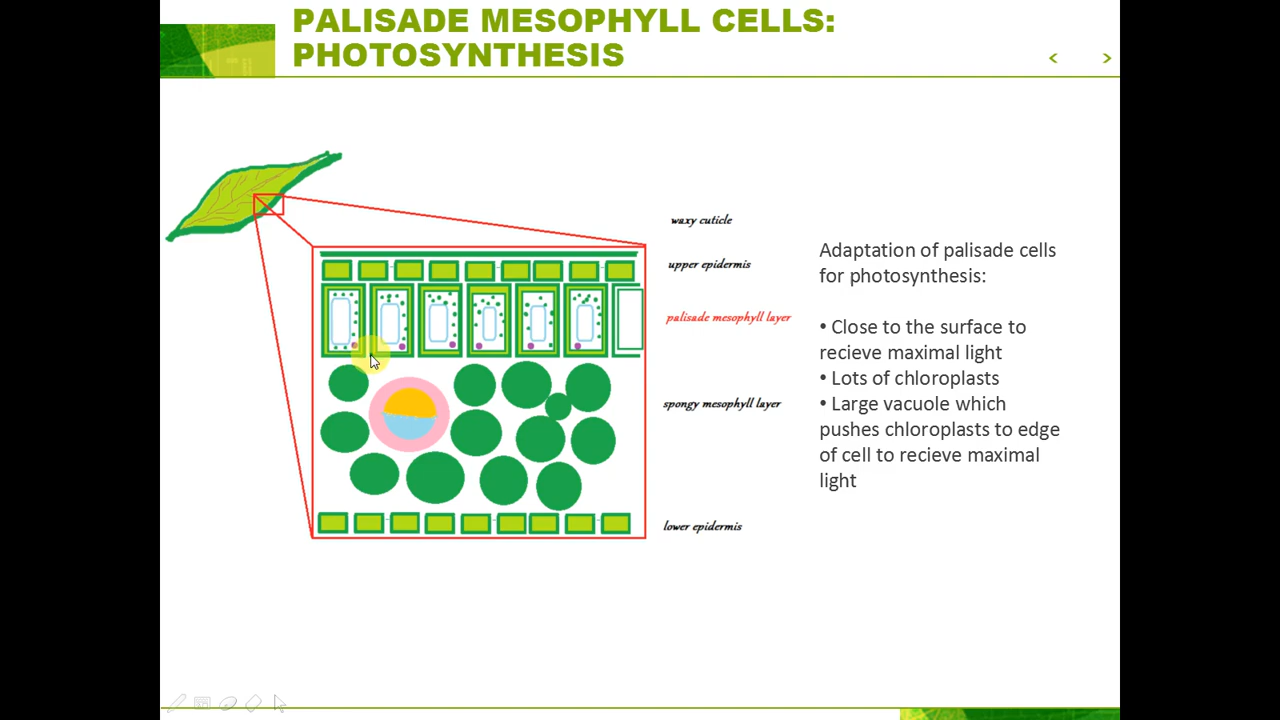 PALISADE MESOPHYLL CELLS:
PHOTOSYNTHESIS
waxy cuticle
upper epidermis
palisade mesophyll layer
spongy mesophyll layer
lower epidermis
Adaptation of palisade cells
for photosynthesis:
• Close to the surface to
recieve maximal light
• Lots of chloroplasts
• Large vacuole which
pushes chloroplasts to edge
of cell to recieve maximal
light